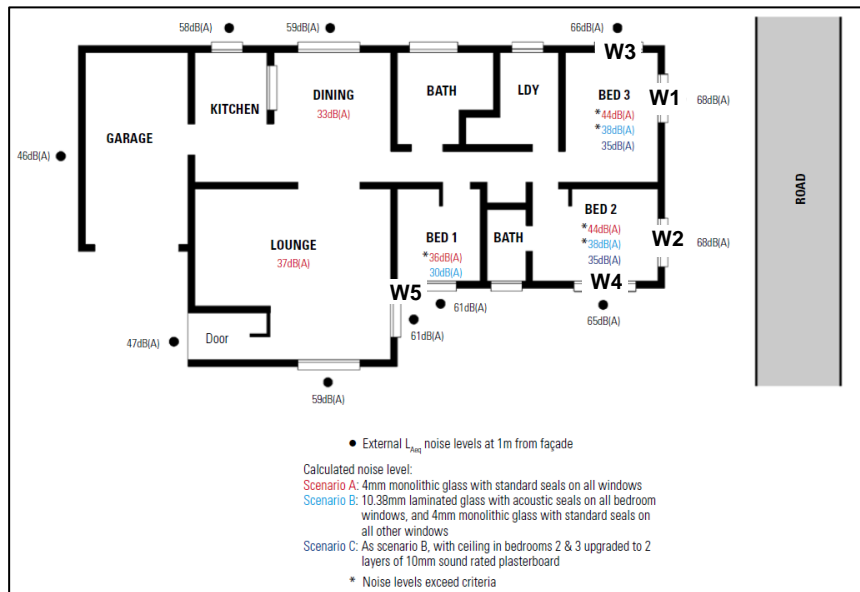 58dB(A)
59dB(A)
66dB(A)
W3
KITCHEN
DINING
33dB(A)
BATH
LDY
BED 3
*44dB(A)
*38dB(A)
35dB(A)
W1
68dB(A)
GARAGE
46dB(A)
ROAD
LOUNGE
37dB(A)
BED 1
*36dB(A)
30dB(A)
BATH
BED 2
*44dB(A)
*38dB(A)
35dB(A)
W2
68dB(A)
W5
W4
61dB(A)
61dB(A)
65dB(A)
47dB(A)
Door
59dB(A)
● External LAeq noise levels at 1m from façade
Calculated noise level:
Scenario A: 4mm monolithic glass with standard seals on all windows
Scenario B: 10.38mm laminated glass with acoustic seals on all bedroom
windows, and 4mm monolithic glass with standard seals on
all other windows
Scenario C: As scenario B, with ceiling in bedrooms 2 & 3 upgraded to 2
layers of 10mm sound rated plasterboard
* Noise levels exceed criteria